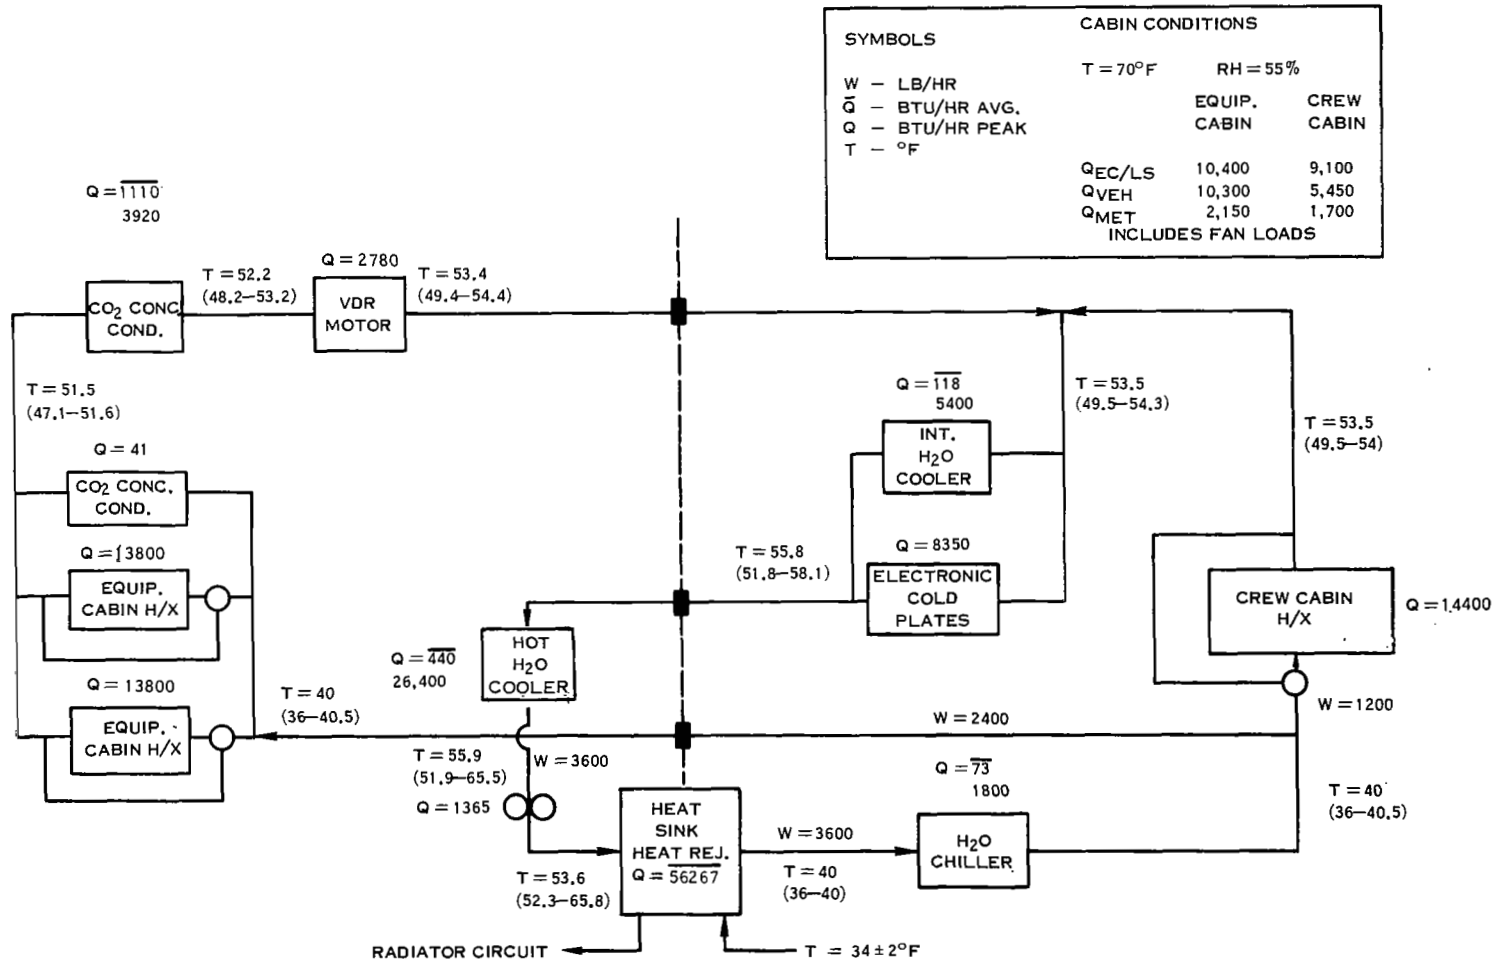 SYMBOLS
W – LB/HR
Q̅ – BTU/HR AVG.
Q – BTU/HR PEAK
T – °F
CABIN CONDITIONS
T = 70°F RH = 55%
EQUIP. CREW
CABIN CABIN
QEC/LS 10,400 9,100
QVEH 10,300 5,450
QMET 2,150 1,700
INCLUDES FAN LOADS
Q = 1110
3920
CO2 CONC.
COND.
T = 52.2
(48.2–53.2)
Q = 2780
VDR
MOTOR
T = 53.4
(49.4–54.4)
T = 51.5
(47.1–51.6)
Q = 41
CO2 CONC.
COND.
Q = 13800
EQUIP.
CABIN H/X
Q = 13800
EQUIP.
CABIN H/X
T = 40
(36–40.5)
Q = 118
5400
INT.
H2O
COOLER
T = 53.5
(49.5–54.3)
T = 53.5
(49.5–54)
Q = 8350
ELECTRONIC
COLD
PLATES
T = 55.8
(51.8–58.1)
CREW CABIN
H/X
Q = 1.4400
W = 1200
HOT
H2O
COOLER
Q = 440
26,400
W = 2400
T = 55.9
(51.9–65.5)
W = 3600
Q = 1365
HEAT
SINK
HEAT REJ.
Q = 56267
T = 53.6
(52.3–65.8)
W = 3600
T = 40
(36–40)
Q = 73
1800
H2O
CHILLER
T = 40
(36–40.5)
RADIATOR CIRCUIT
T = 34 ± 2°F